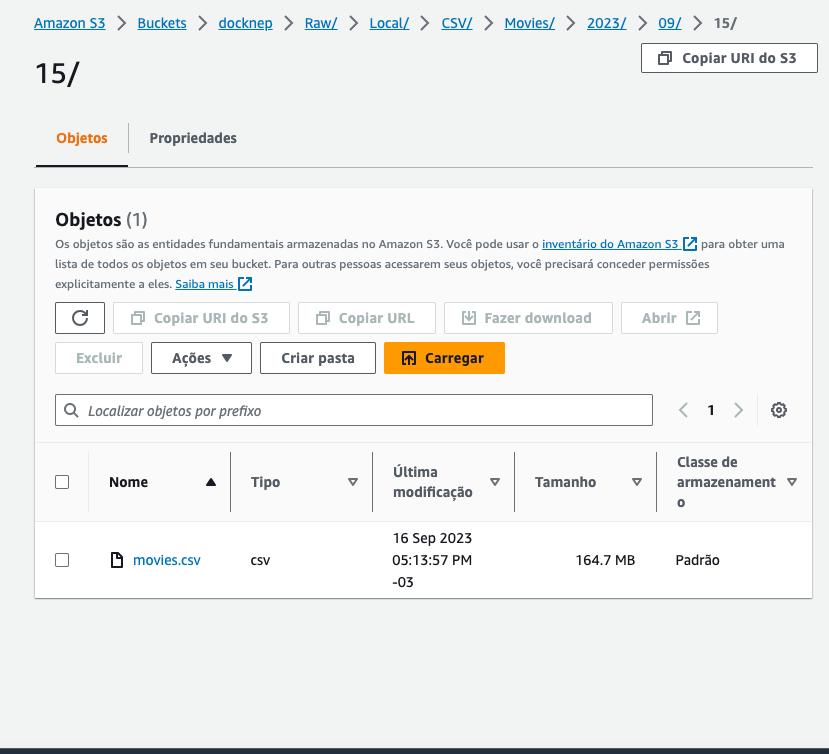 Amazon S3 > Buckets > docknep > Raw/ > Local/ > CSV/ > Movies/ > 2023/ > 09/ > 15/
15/
Copiar URI do S3
Objetos
Propriedades
Objetos (1)
Os objetos são as entidades fundamentais armazenadas no Amazon S3. Você pode usar o inventário do Amazon S3 para obter uma
lista de todos os objetos em seu bucket. Para outras pessoas acessarem seus objetos, você precisará conceder permissões
explicitamente a eles. Saiba mais
Copiar URI do S3
Copiar URL
Fazer download
Abrir
Excluir
Ações
Criar pasta
Carregar
Localizar objetos por prefixo
1
Nome
Tipo
Última
modificação
Tamanho
Classe de
armazenament
o
movies.csv
csv
16 Sep 2023
05:13:57 PM
-03
164.7 MB
Padrão